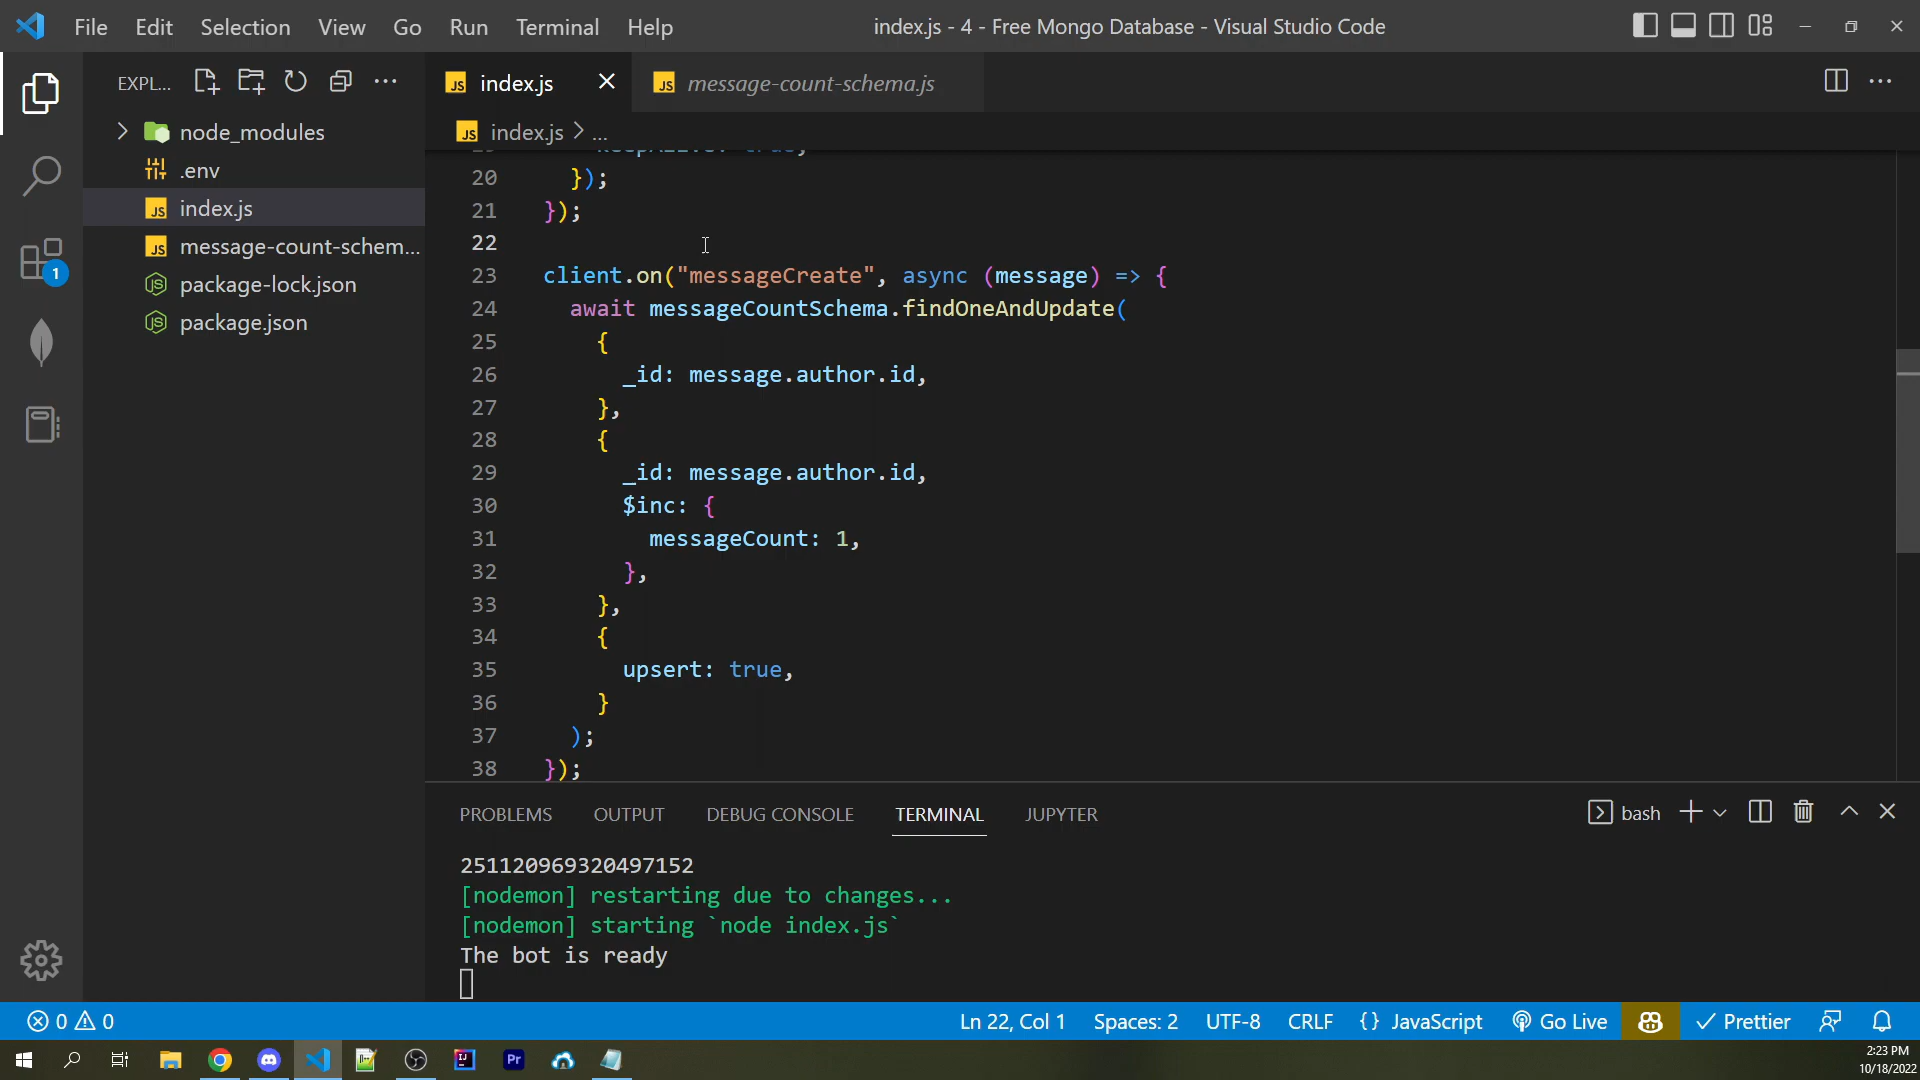 File Edit Selection View Go Run Terminal Help index.js - 4 - Free Mongo Database - Visual Studio Code
EXPL...
node_modules
.env
index.js
message-count-schem...
package-lock.json
package.json
1
JS index.js JS message-count-schema.js
JS index.js > ...
20 });
21 });
22
23 client.on("messageCreate", async (message) => {
24 await messageCountSchema.findOneAndUpdate(
25 {
26 _id: message.author.id,
27 },
28 {
29 _id: message.author.id,
30 $inc: {
31 messageCount: 1,
32 },
33 },
34 {
35 upsert: true,
36 }
37 );
38 });
PROBLEMS OUTPUT DEBUG CONSOLE TERMINAL JUPYTER bash
251120969320497152
[nodemon] restarting due to changes...
[nodemon] starting `node index.js`
The bot is ready
0 0 Ln 22, Col 1 Spaces: 2 UTF-8 CRLF {} JavaScript Go Live Prettier
2:23 PM
10/18/2022